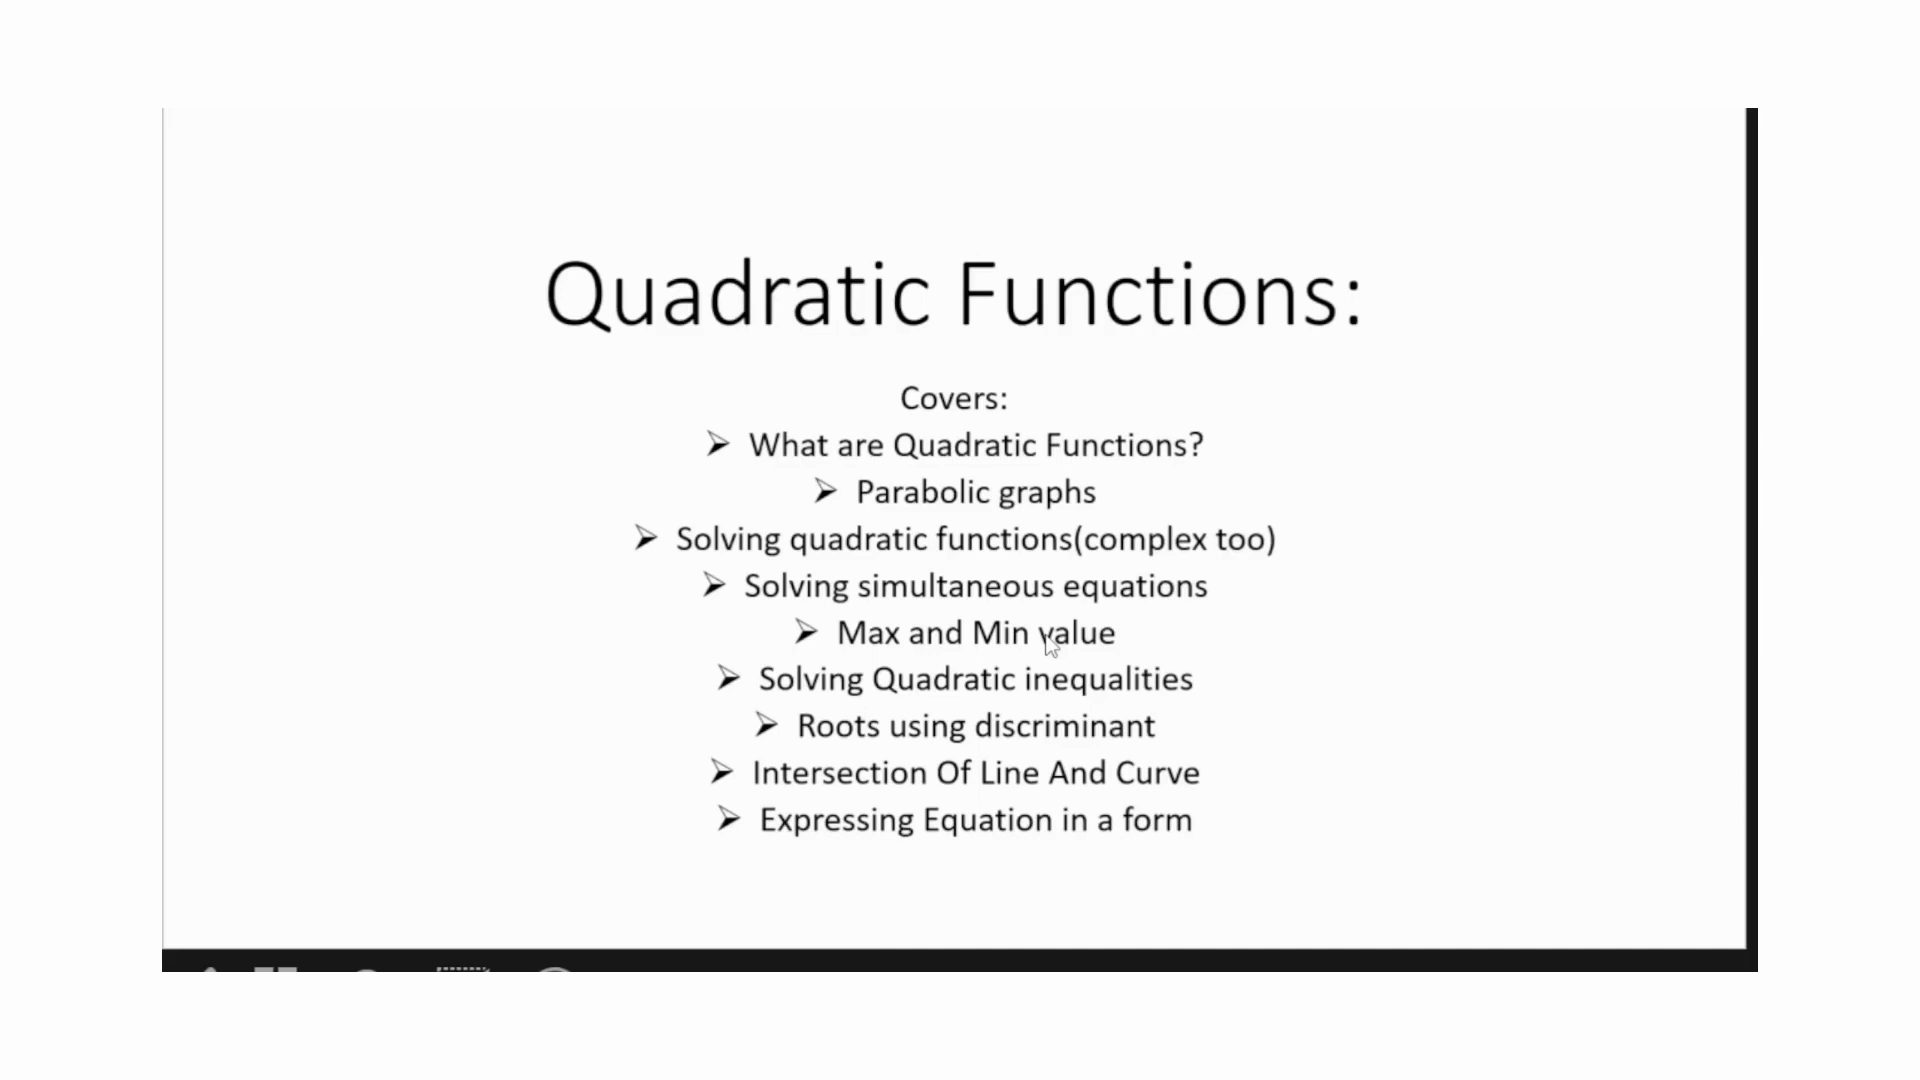 Quadratic Functions:
Covers:
➢ What are Quadratic Functions?
➢ Parabolic graphs
➢ Solving quadratic functions(complex too)
➢ Solving simultaneous equations
➢ Max and Min value
➢ Solving Quadratic inequalities
➢ Roots using discriminant
➢ Intersection Of Line And Curve
➢ Expressing Equation in a form